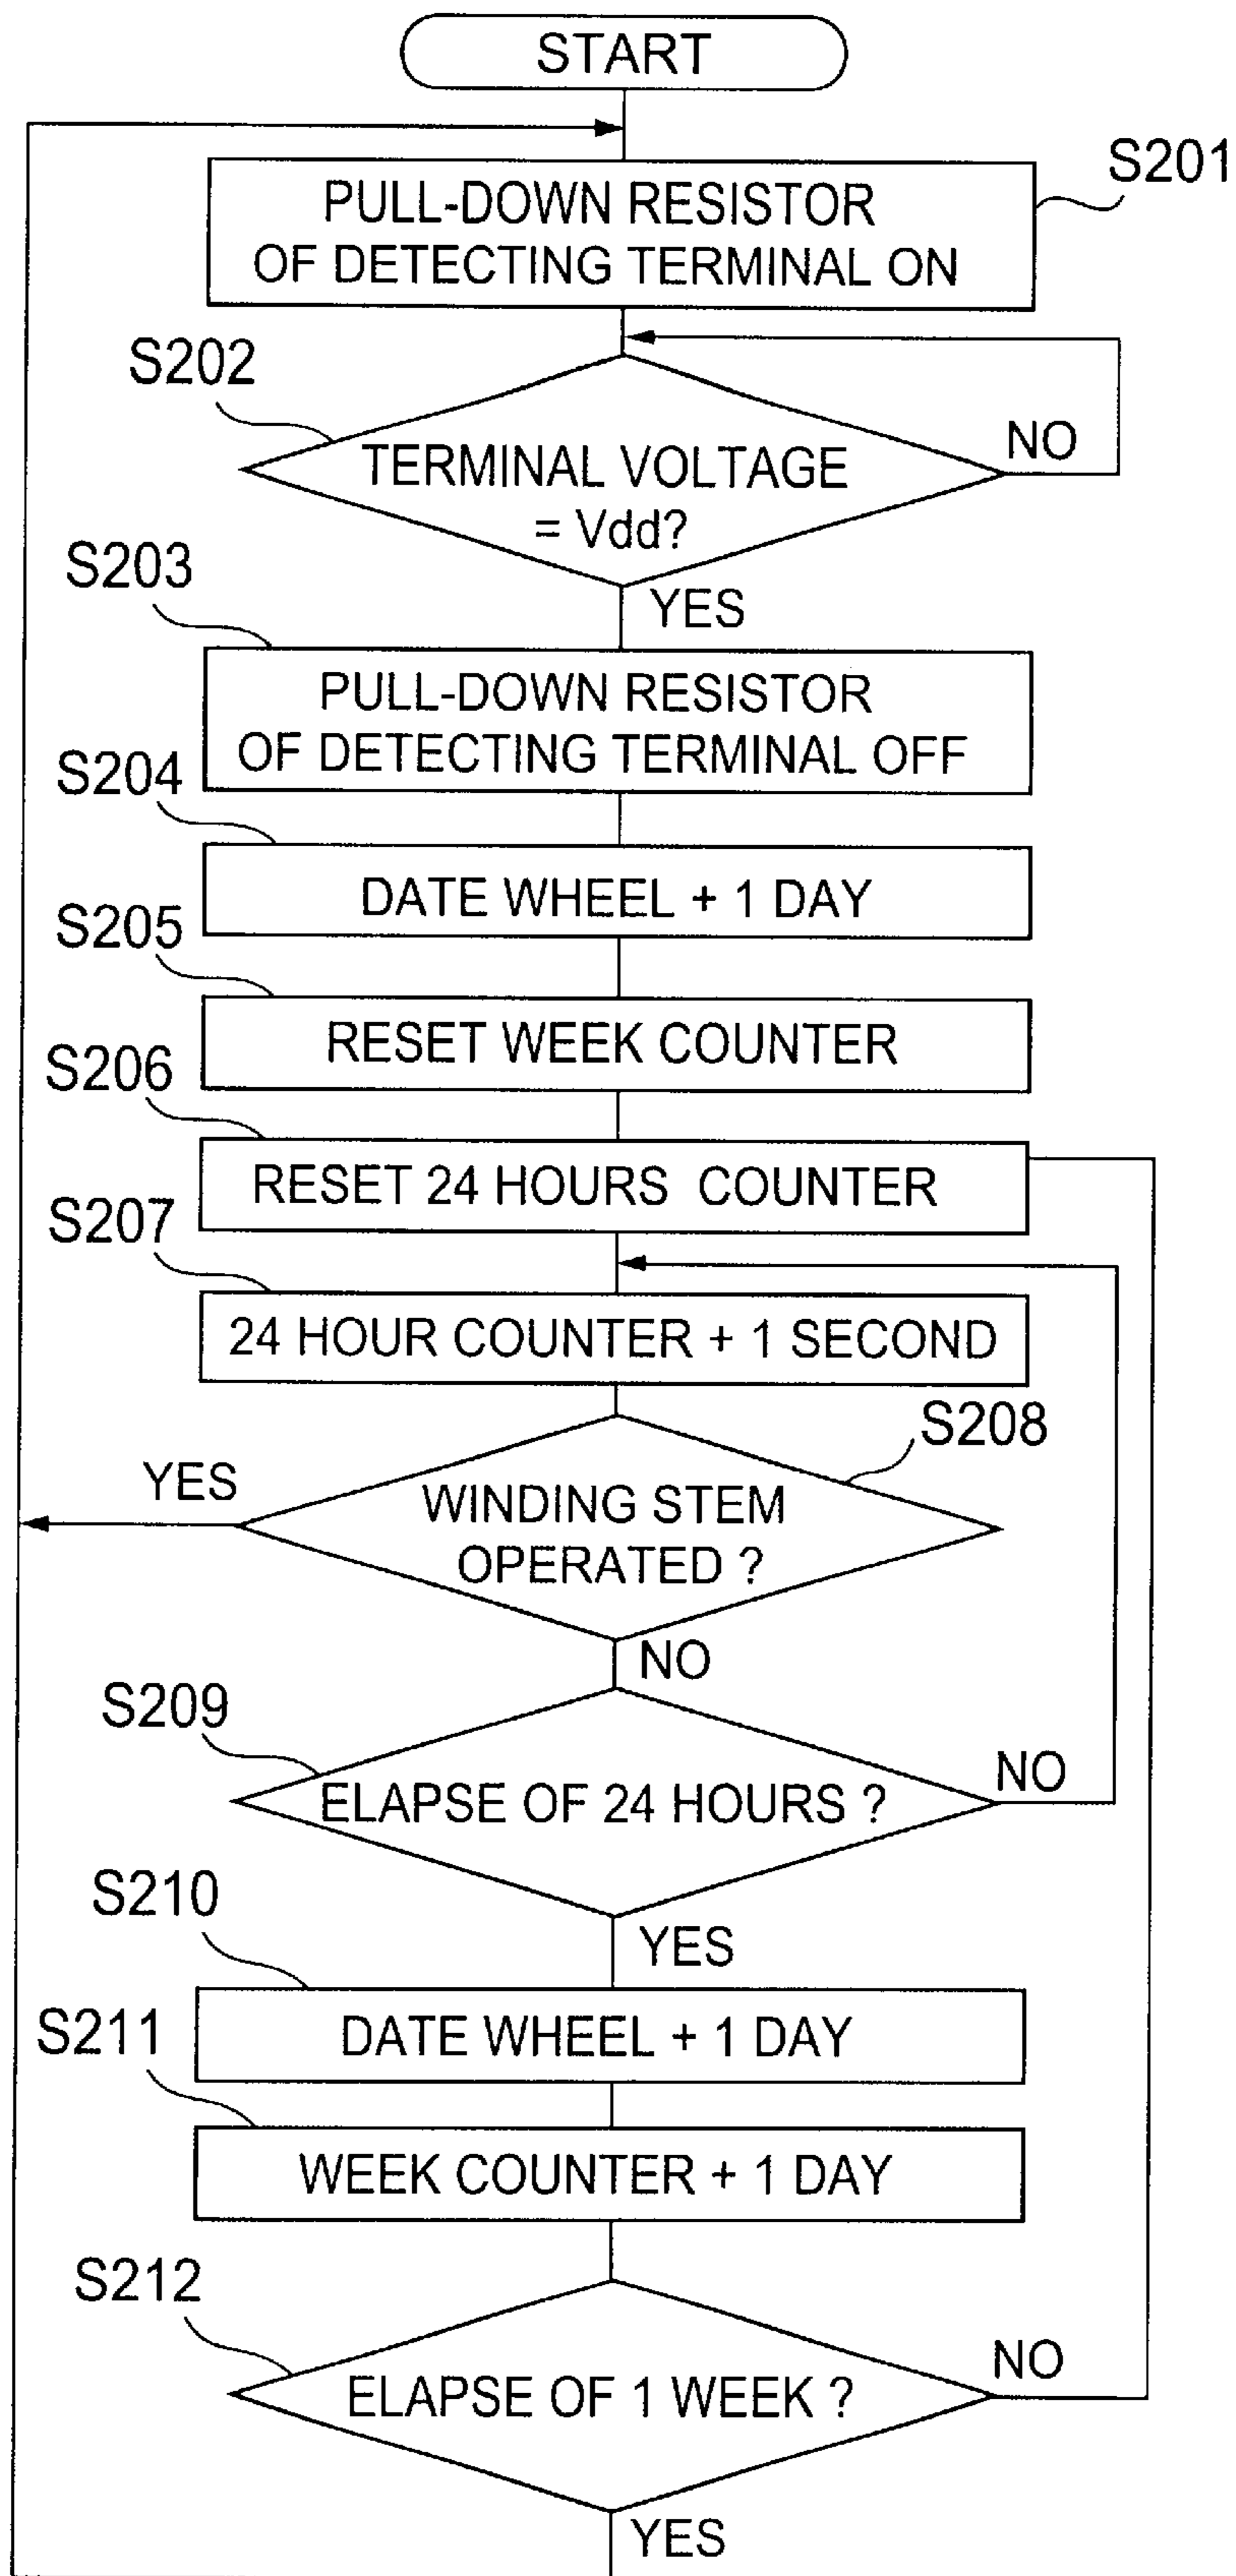 START
S201
PULL-DOWN RESISTOR
OF DETECTING TERMINAL ON
S202
TERMINAL VOLTAGE
= Vdd?
NO
YES
S203
PULL-DOWN RESISTOR
OF DETECTING TERMINAL OFF
S204
DATE WHEEL + 1 DAY
S205
RESET WEEK COUNTER
S206
RESET 24 HOURS COUNTER
S207
24 HOUR COUNTER + 1 SECOND
S208
YES
WINDING STEM
OPERATED ?
NO
S209
ELAPSE OF 24 HOURS ?
NO
YES
S210
DATE WHEEL + 1 DAY
S211
WEEK COUNTER + 1 DAY
S212
ELAPSE OF 1 WEEK ?
NO
YES